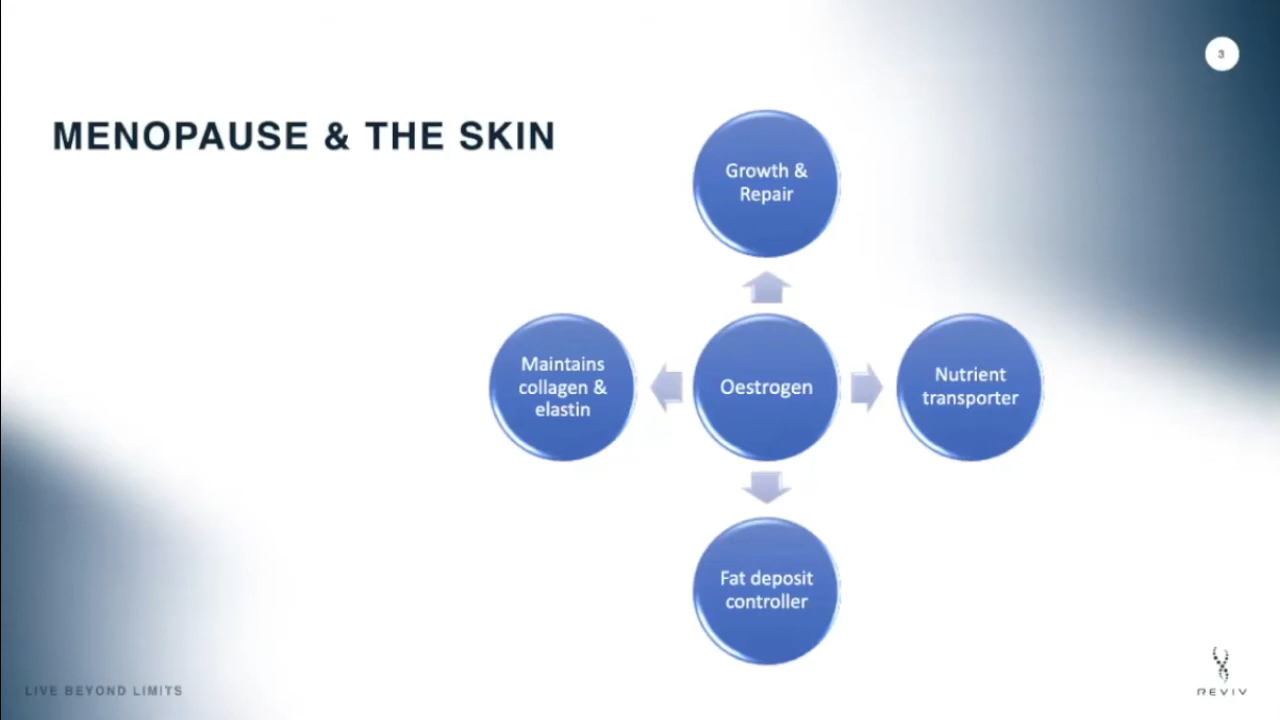 3
MENOPAUSE & THE SKIN
Growth &
Repair
Maintains
collagen &
elastin
Oestrogen
Nutrient
transporter
Fat deposit
controller
LIVE BEYOND LIMITS
REVIV